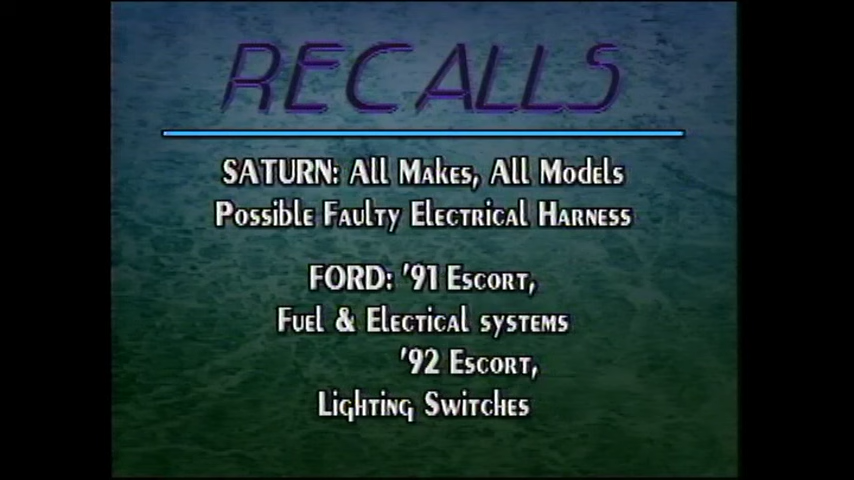 RECALLS
SATURN: All Makes, All Models
Possible Faulty Electrical Harness
FORD: '91 Escort,
Fuel & Electical systems
'92 Escort,
Lighting Switches